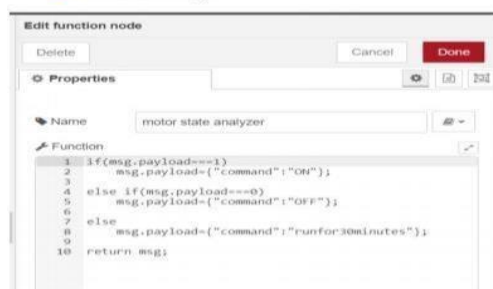 Edit function node
Delete
Cancel
Done
Properties
Name
motor state analyzer
Function
1 if(msg.payload===1)
2 msg.payload={"command":"ON"};
3
4 else if(msg.payload===0)
5 msg.payload={"command":"OFF"};
6
7 else
8 msg.payload={"command":"runfor30minutes"};
9
10 return msg;